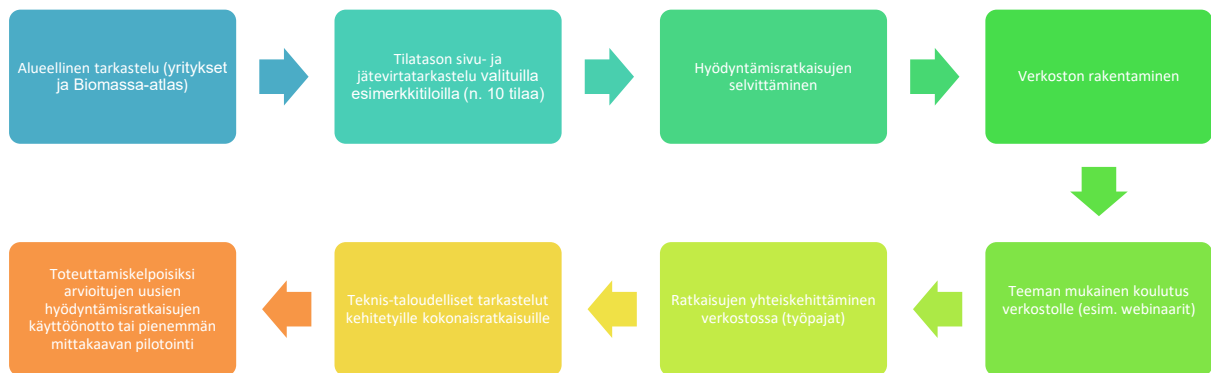 Alueellinen tarkastelu (yritykset
ja Biomassa-atlas)
Tilatason sivu- ja
jätevirtatarkastelu valituilla
esimerkkitiloilla (n. 10 tilaa)
Hyödyntämisratkaisujen
selvittäminen
Verkoston rakentaminen
Teeman mukainen koulutus
verkostolle (esim. webinaarit)
Ratkaisujen yhteiskehittäminen
verkostossa (työpajat)
Teknis-taloudelliset tarkastelut
kehitetyille kokonaisratkaisuille
Toteuttamiskelpoisiksi
arvioitujen uusien
hyödyntämisratkaisujen
käyttöönotto tai pienemmän
mittakaavan pilotointi